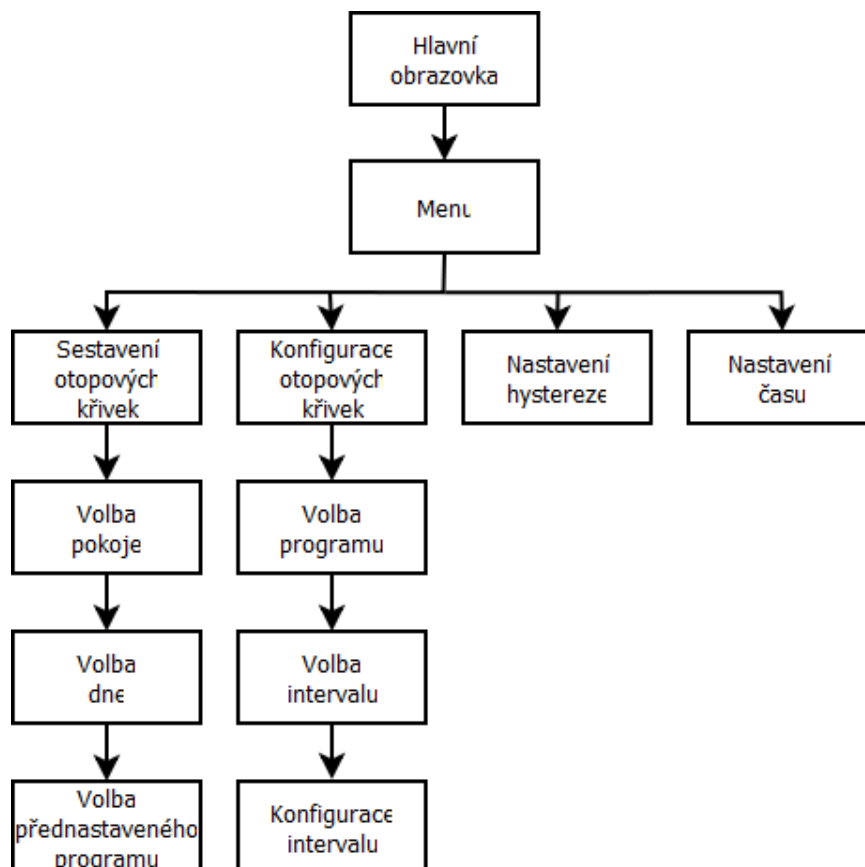 Hlavní
obrazovka
Menu
Sestavení
otopových
křivek
Konfigurace
otopových
křivek
Nastavení
hystereze
Nastavení
času
Volba
pokoje
Volba
programu
Volba
dne
Volba
intervalu
Volba
přednastaveného
programu
Konfigurace
intervalu